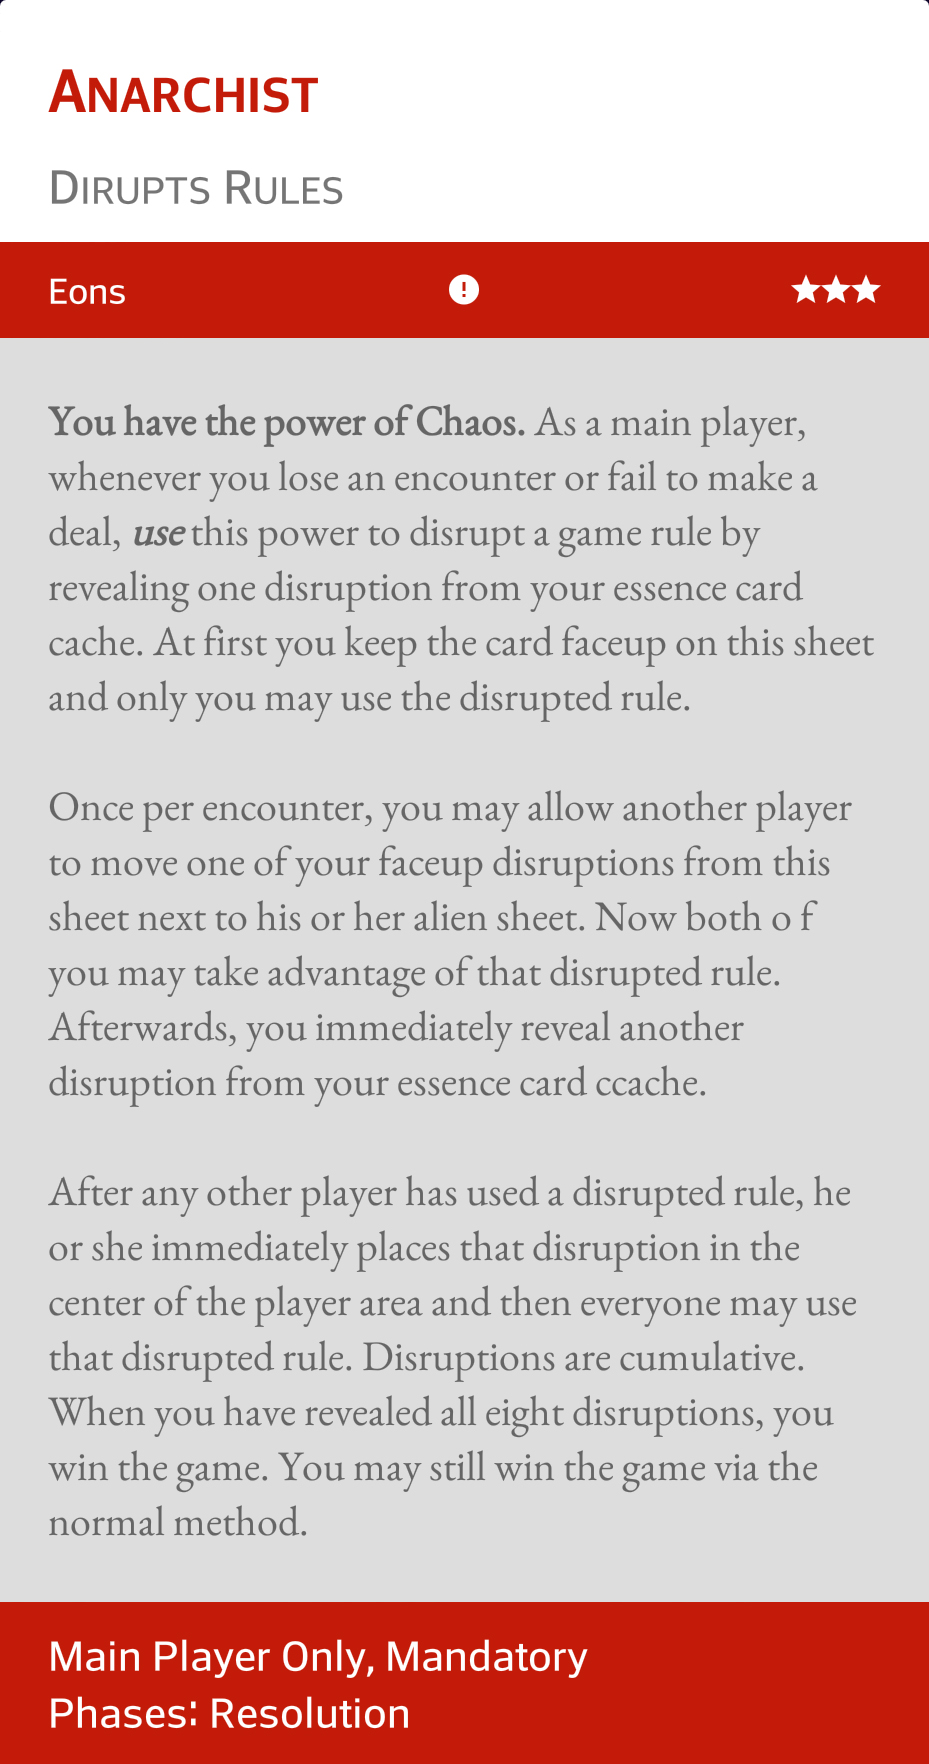 Anarchist
Dirupts Rules
Eons
You have the power of Chaos. As a main player,
whenever you lose an encounter or fail to make a
deal, use this power to disrupt a game rule by
revealing one disruption from your essence card
cache. At first you keep the card faceup on this sheet
and only you may use the disrupted rule.
Once per encounter, you may allow another player
to move one of your faceup disruptions from this
sheet next to his or her alien sheet. Now both o f
you may take advantage of that disrupted rule.
Afterwards, you immediately reveal another
disruption from your essence card ccache.
After any other player has used a disrupted rule, he
or she immediately places that disruption in the
center of the player area and then everyone may use
that disrupted rule. Disruptions are cumulative.
When you have revealed all eight disruptions, you
win the game. You may still win the game via the
normal method.
Main Player Only, Mandatory
Phases: Resolution